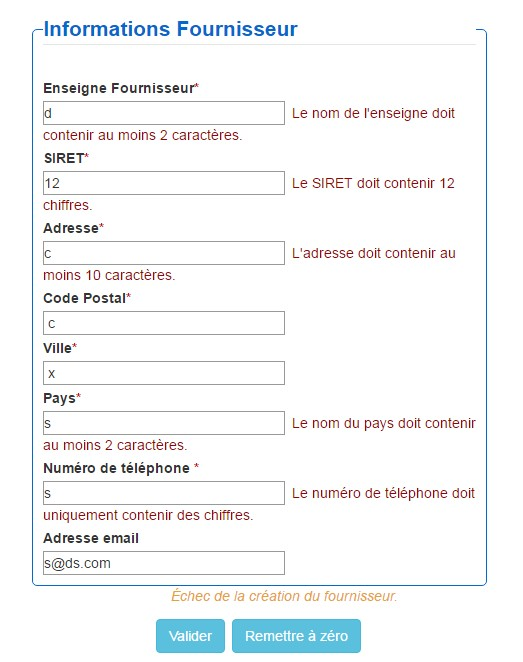 Informations Fournisseur
Enseigne Fournisseur*
d Le nom de l'enseigne doit
contenir au moins 2 caractères.
SIRET*
12 Le SIRET doit contenir 12
chiffres.
Adresse*
c L'adresse doit contenir au
moins 10 caractères.
Code Postal*
c
Ville*
x
Pays*
s Le nom du pays doit contenir
au moins 2 caractères.
Numéro de téléphone *
s Le numéro de téléphone doit
uniquement contenir des chiffres.
Adresse email
s@ds.com
Échec de la création du fournisseur.
Valider Remettre à zéro